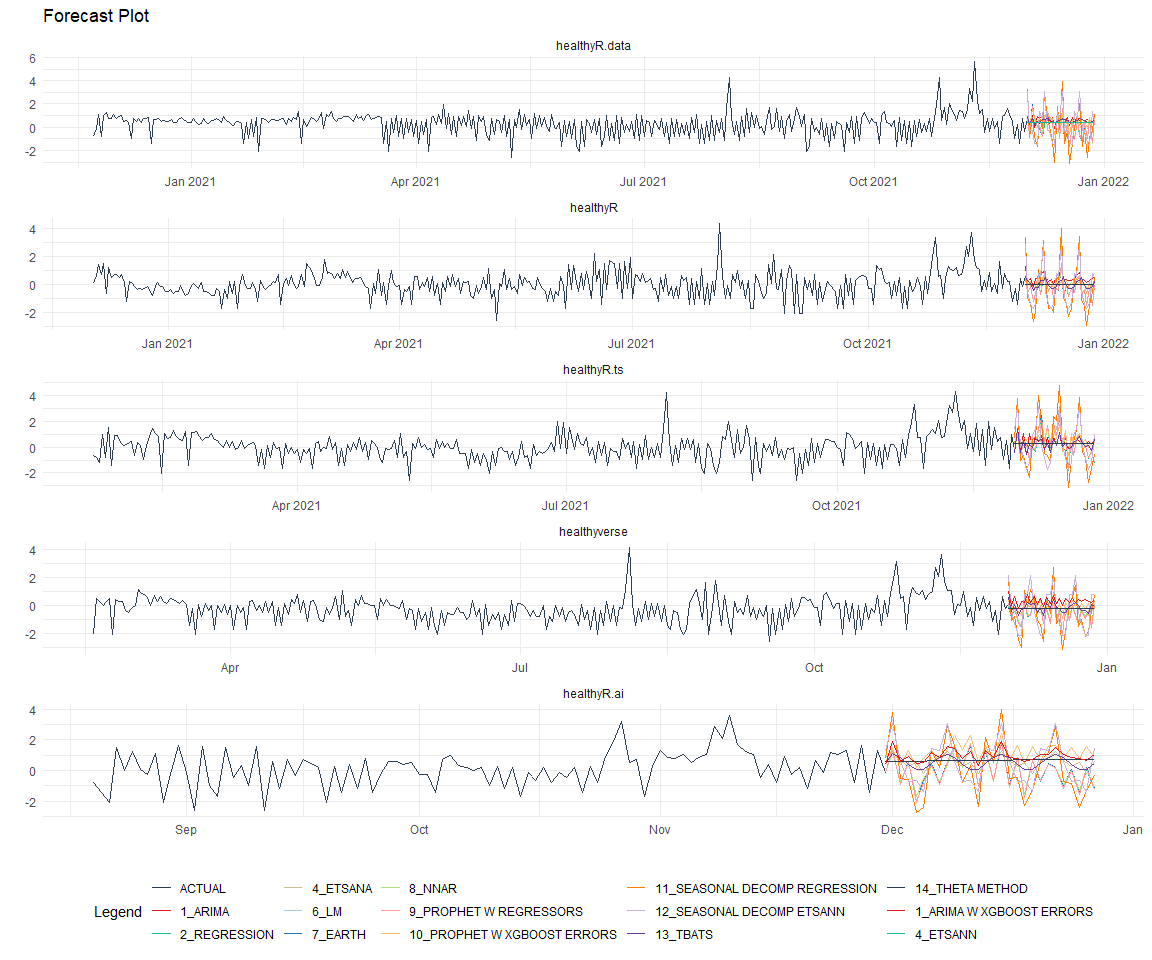 Forecast Plot
healthyR.data
6
4
2
0
-2
Jan 2021 Apr 2021 Jul 2021 Oct 2021 Jan 2022
healthyR
4
2
0
-2
Jan 2021 Apr 2021 Jul 2021 Oct 2021 Jan 2022
healthyR.ts
4
2
0
-2
Apr 2021 Jul 2021 Oct 2021 Jan 2022
healthyverse
4
2
0
-2
Apr Jul Oct Jan
healthyR.ai
4
2
0
-2
Sep Oct Nov Dec Jan
ACTUAL 4_ETSANA 8_NNAR 11_SEASONAL DECOMP REGRESSION 14_THETA METHOD
Legend 1_ARIMA 6_LM 9_PROPHET W REGRESSORS 12_SEASONAL DECOMP ETSANN 1_ARIMA W XGBOOST ERRORS
2_REGRESSION 7_EARTH 10_PROPHET W XGBOOST ERRORS 13_TBATS 4_ETSANN